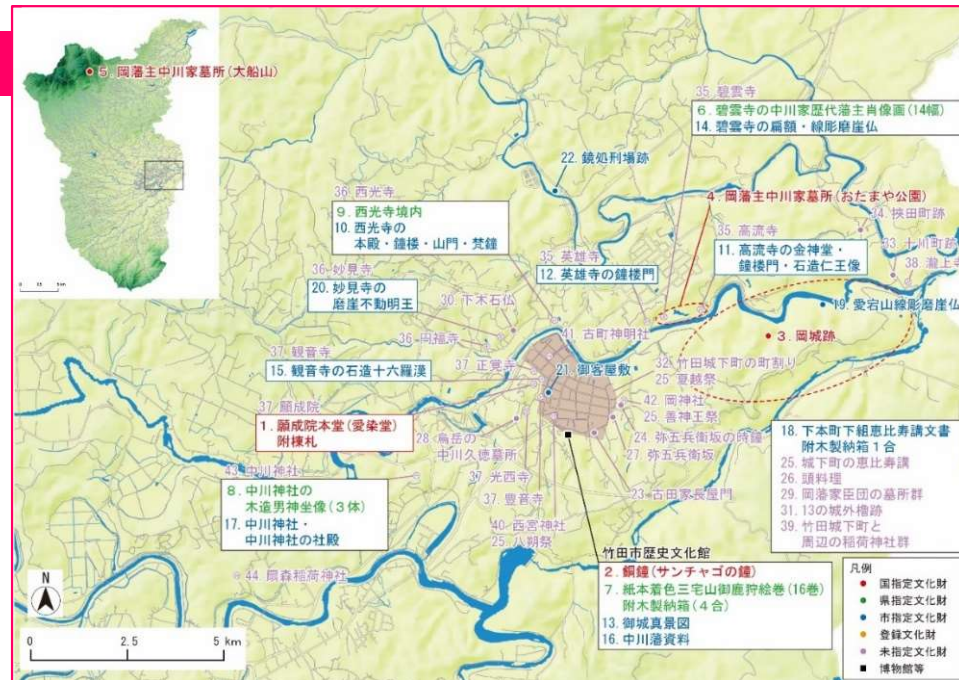 5. 岡藩主中川家墓所(大船山)
35. 碧雲寺
6. 碧雲寺の中川家歴代藩主肖像画(14幅)
14. 碧雲寺の扁額・線彫磨崖仏
22. 鏡処刑場跡
36. 西光寺
9. 西光寺境内
10. 西光寺の
本殿・鐘楼・山門・梵鐘
4. 岡藩主中川家墓所(おたまや公園)
34. 挾田町跡
35. 高流寺
11. 高流寺の金神堂・
鐘楼門・石造仁王像
33. 十川町跡
38. 瀧上寺
35. 英雄寺
12. 英雄寺の鐘楼門
36. 妙見寺
20. 妙見寺の
磨崖不動明王
30. 下木石仏
19. 愛宕山線彫磨崖仏
36. 円福寺
41. 古町神明社
3. 岡城跡
37. 観音寺
15. 観音寺の石造十六羅漢
37. 正覚寺
21. 御客屋敷
32. 竹田城下町の町割り
25. 夏越祭
42. 岡神社
25. 善神王祭
37. 願成院
1. 願成院本堂(愛染堂)
附棟札
28. 鳥岳の
中川久徳墓所
24. 弥五兵衛坂の時鐘
27. 弥五兵衛坂
18. 下本町下組恵比寿講文書
附木製納箱1合
25. 城下町の恵比寿講
26. 頭料理
29. 岡藩家臣団の墓所群
31. 13の城外櫓跡
39. 竹田城下町と
周辺の稲荷神社群
43. 中川神社
8. 中川神社の
木造男神坐像(3体)
17. 中川神社・
中川神社の社殿
37. 光西寺
37. 豊音寺
23. 古田家長屋門
40. 西宮神社
25. 八朔祭
44. 扇森稲荷神社
竹田市歴史文化館
2. 銅鐘(サンチャゴの鐘)
7. 紙本着色三宅山御鹿狩絵巻(16巻)
附木製納箱(4合)
13. 御城真景図
16. 中川藩資料
N
0 2.5 5 km
凡例
国指定文化財
県指定文化財
市指定文化財
登録文化財
未指定文化財
博物館等